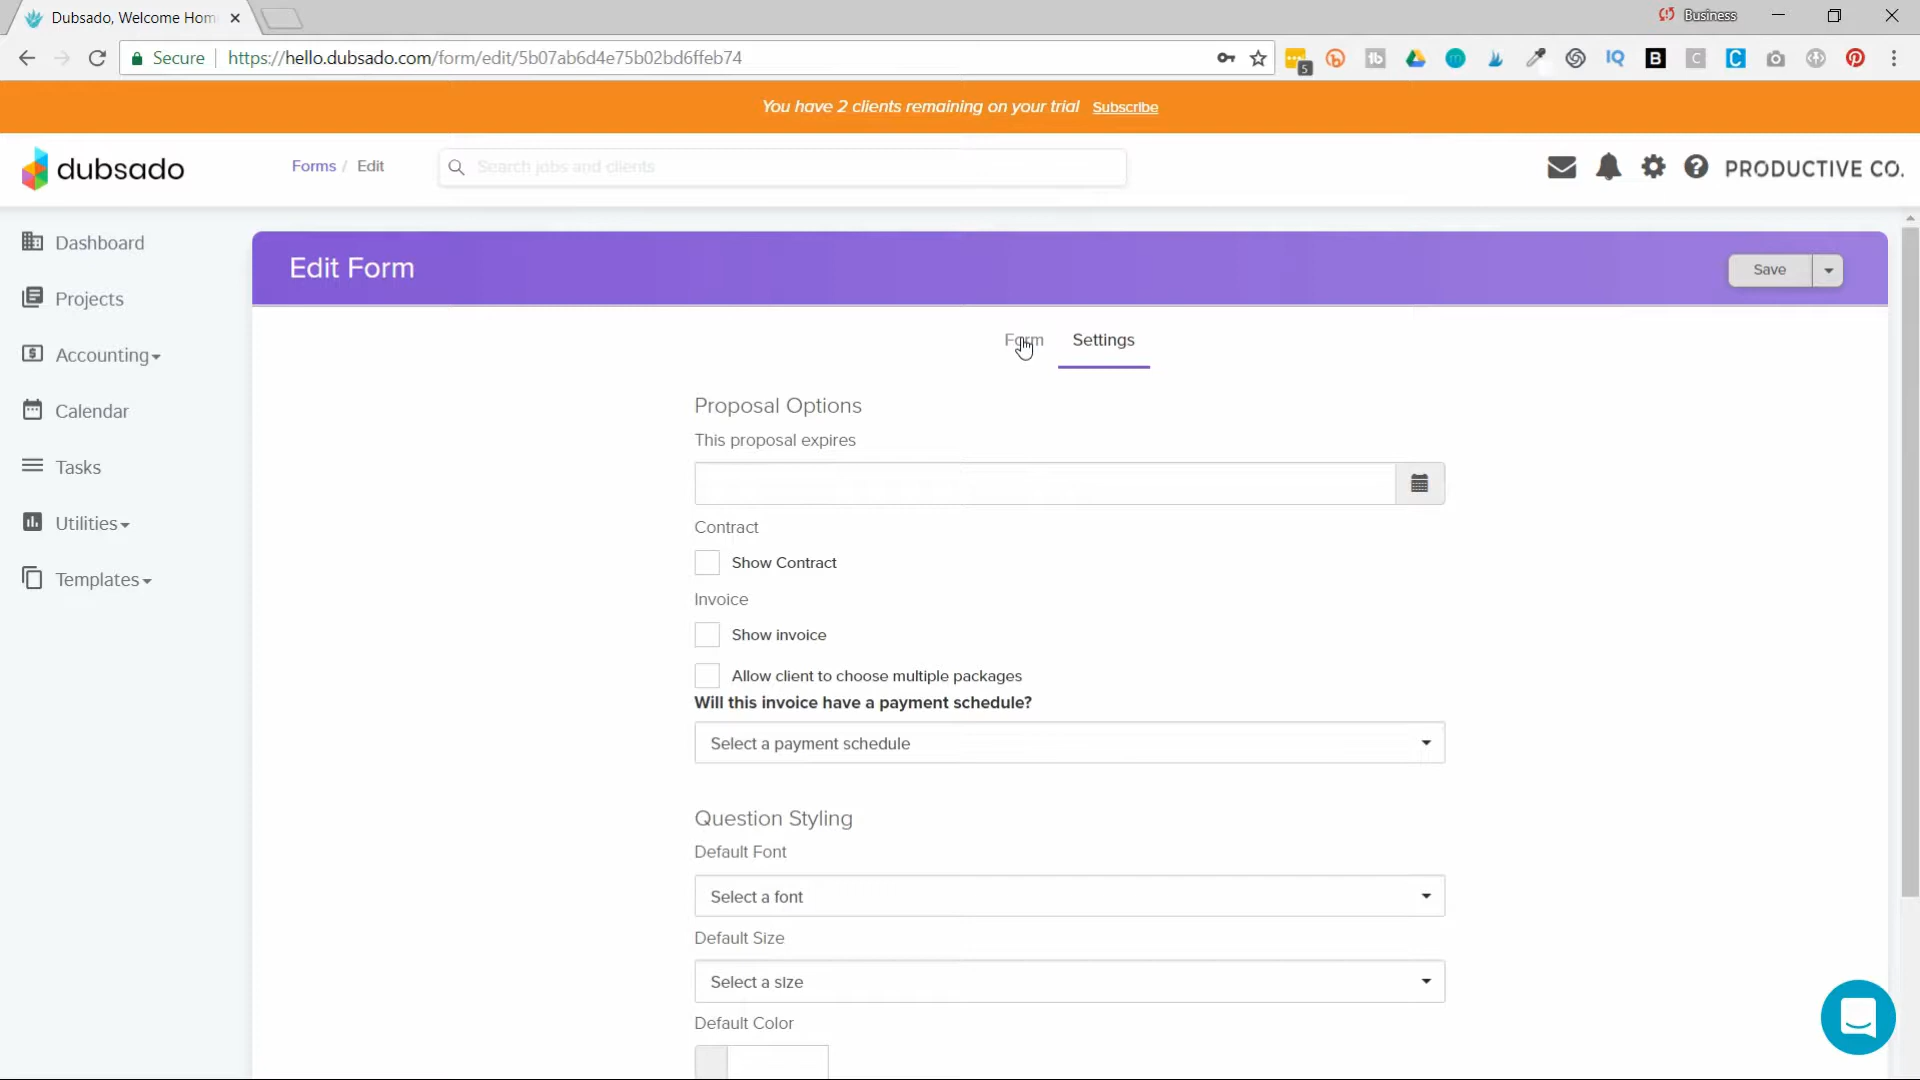 Dubsado, Welcome Hom
Business
Secure
https://hello.dubsado.com/form/edit/5b07ab6d4e75b02bd6ffeb74
5
tb
IQ
B
C
C
You have 2 clients remaining on your trial Subscribe
dubsado
Forms / Edit
Search jobs and clients
PRODUCTIVE CO.
Dashboard
Projects
Accounting
Calendar
Tasks
Utilities
Templates
Edit Form
Save
Form
Settings
Proposal Options
This proposal expires
Contract
Show Contract
Invoice
Show invoice
Allow client to choose multiple packages
Will this invoice have a payment schedule?
Select a payment schedule
Question Styling
Default Font
Select a font
Default Size
Select a size
Default Color